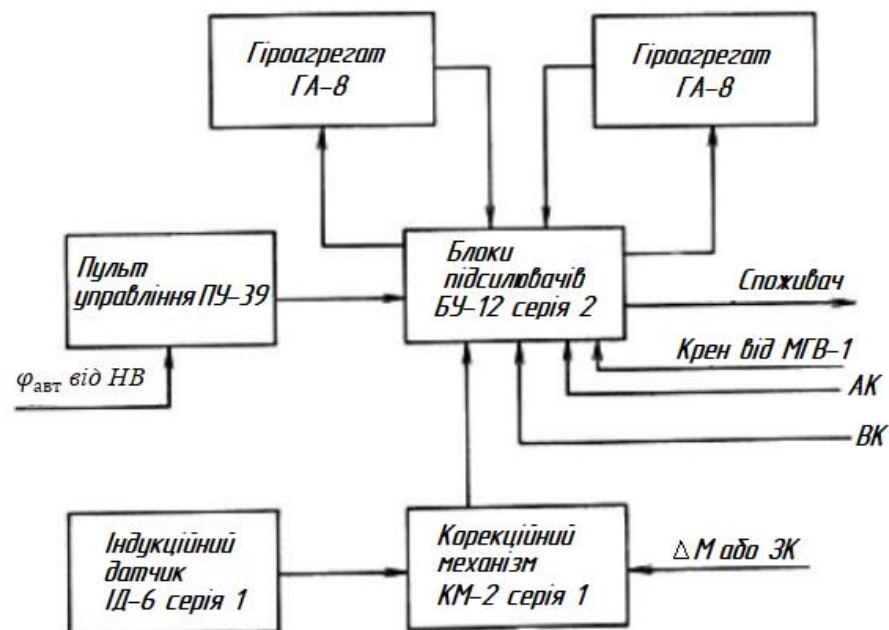 Гіроагрегат
ГА-8
Гіроагрегат
ГА-8
Пульт
управління ПУ-39
Блоки
підсилювачів
БУ-12 серія 2
Споживач
Крен від МГВ-1
АК
ВК
φавт від НВ
Індукційний
датчик
ІД-6 серія 1
Корекційний
механізм
КМ-2 серія 1
△М або ЗК